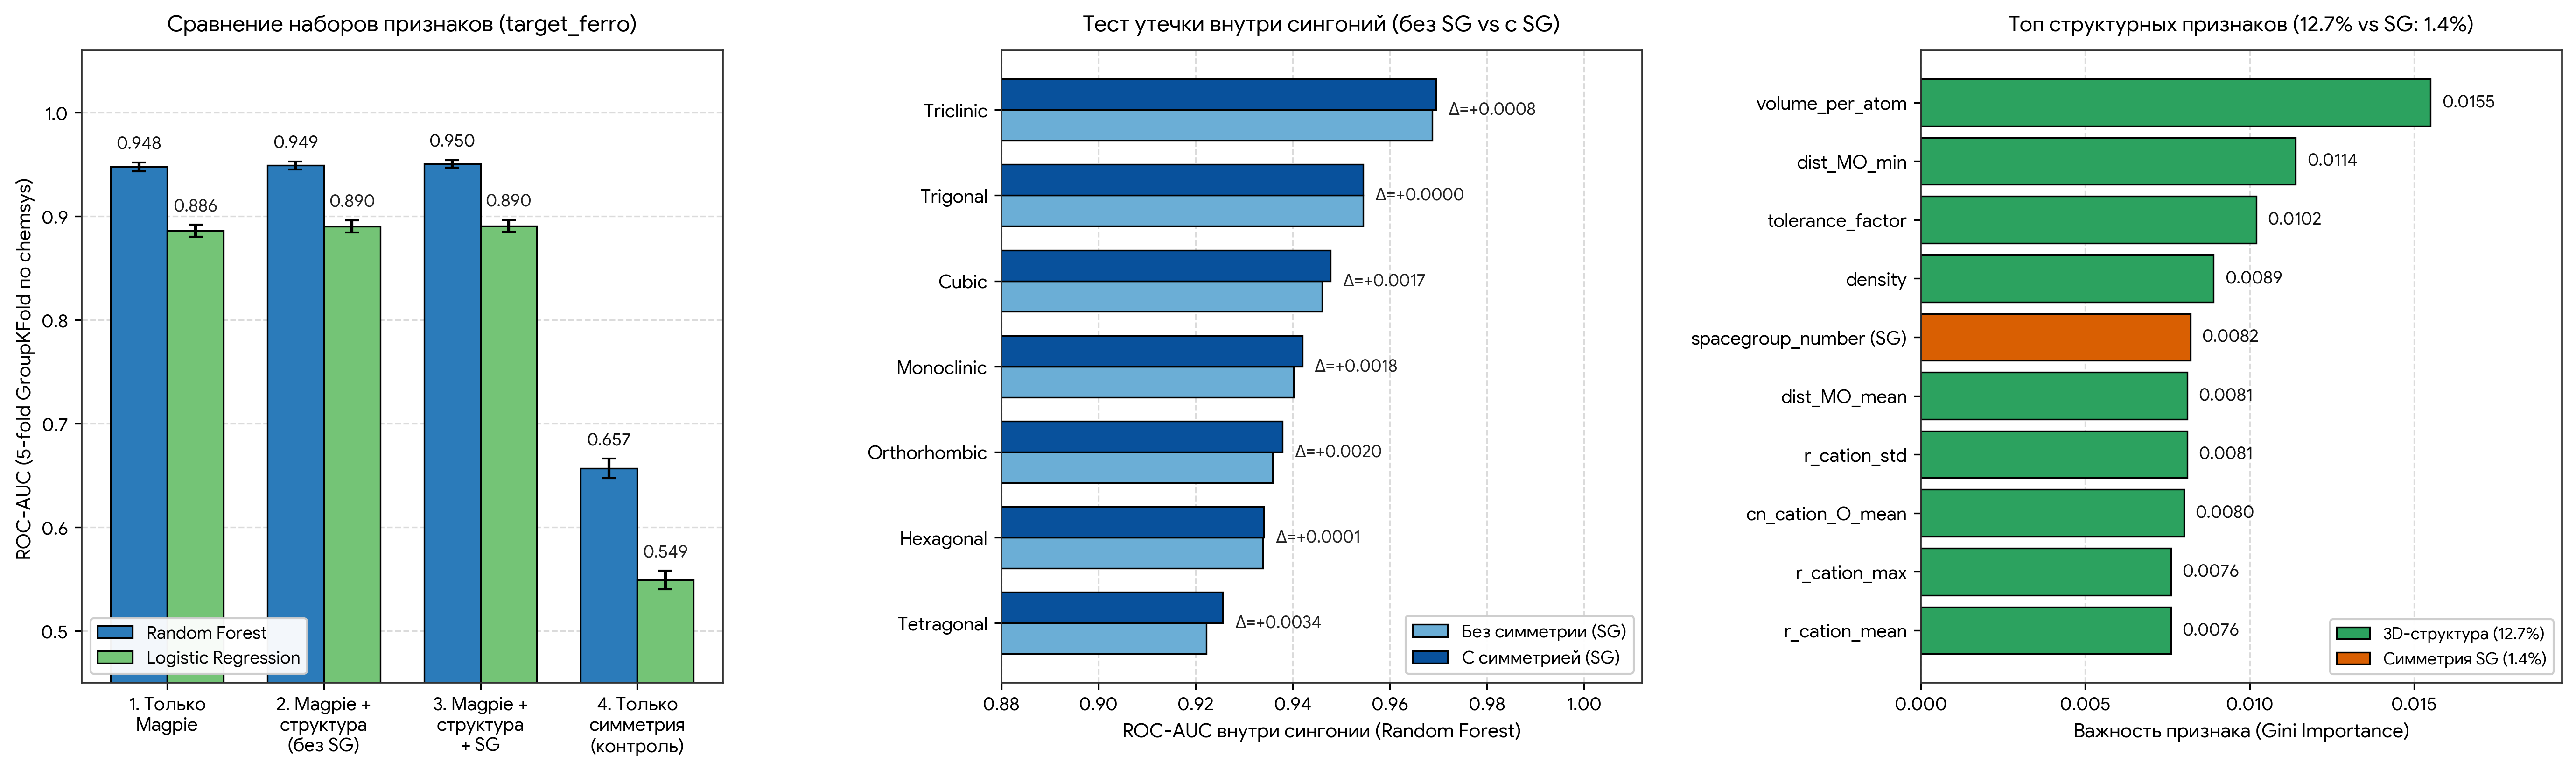 Сравнение наборов признаков (target_ferro)
ROC-AUC (5-fold GroupKFold по chemsys)
1.0
0.9
0.8
0.7
0.6
0.5
0.948
0.886
0.949
0.890
0.950
0.890
0.657
0.549
Random Forest
Logistic Regression
1. Только
Magpie
2. Magpie +
структура
(без SG)
3. Magpie +
структура
+ SG
4. Только
симметрия
(контроль)
Тест утечки внутри сингоний (без SG vs с SG)
Triclinic
Δ=+0.0008
Trigonal
Δ=+0.0000
Cubic
Δ=+0.0017
Monoclinic
Δ=+0.0018
Orthorhombic
Δ=+0.0020
Hexagonal
Δ=+0.0001
Tetragonal
Δ=+0.0034
Без симметрии (SG)
С симметрией (SG)
0.88 0.90 0.92 0.94 0.96 0.98 1.00
ROC-AUC внутри сингонии (Random Forest)
Топ структурных признаков (12.7% vs SG: 1.4%)
volume_per_atom
0.0155
dist_MO_min
0.0114
tolerance_factor
0.0102
density
0.0089
spacegroup_number (SG)
0.0082
dist_MO_mean
0.0081
r_cation_std
0.0081
cn_cation_O_mean
0.0080
r_cation_max
0.0076
r_cation_mean
0.0076
3D-структура (12.7%)
Симметрия SG (1.4%)
0.000 0.005 0.010 0.015
Важность признака (Gini Importance)